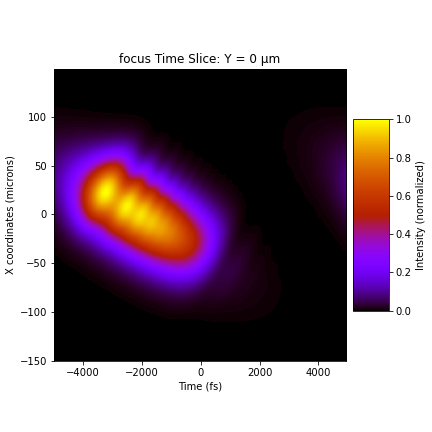 focus Time Slice: Y = 0 μm
100
50
0
−50
−100
−150
X coordinates (microns)
−4000 −2000 0 2000 4000
Time (fs)
1.0
0.8
0.6
0.4
0.2
0.0
Intensity (normalized)